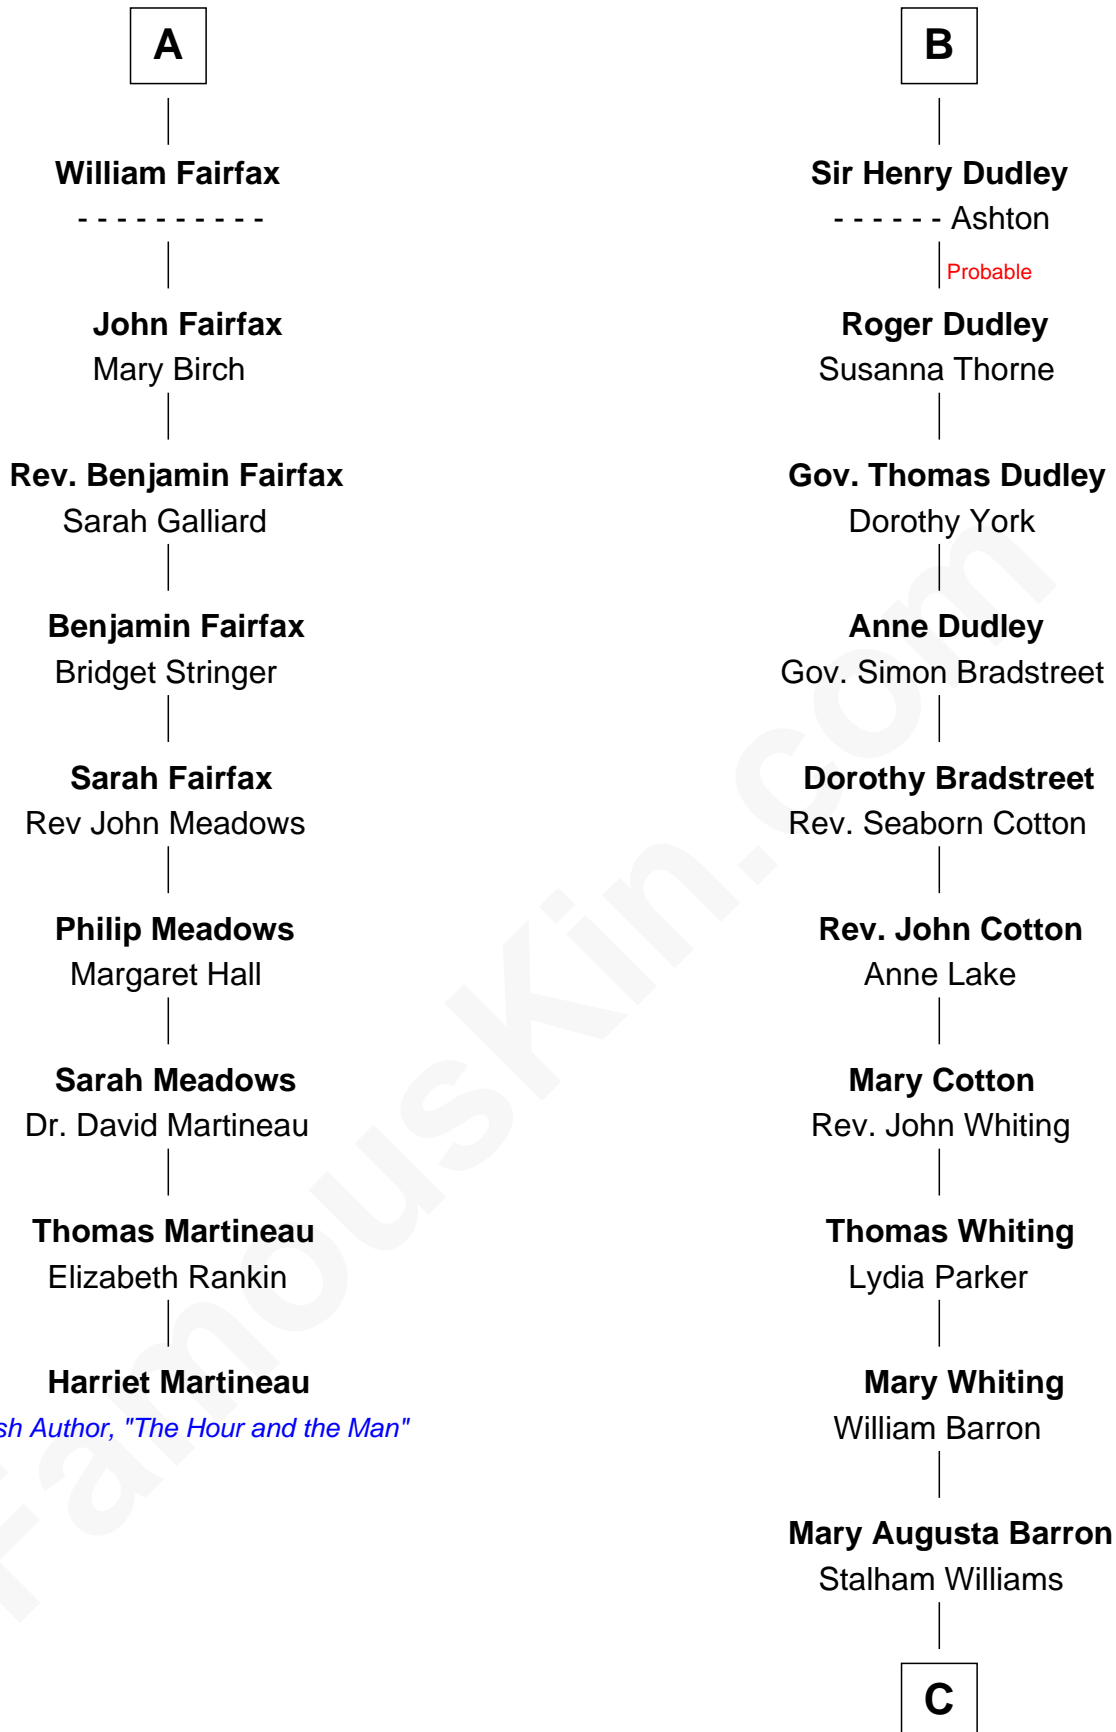 A
William Fairfax
- - - - - - - - - -
John Fairfax
Mary Birch
Rev. Benjamin Fairfax
Sarah Galliard
Benjamin Fairfax
Bridget Stringer
Sarah Fairfax
Rev John Meadows
Philip Meadows
Margaret Hall
Sarah Meadows
Dr. David Martineau
Thomas Martineau
Elizabeth Rankin
Harriet Martineau
sh Author, "The Hour and the Man"
B
Sir Henry Dudley
- - - - - - Ashton
Probable
Roger Dudley
Susanna Thorne
Gov. Thomas Dudley
Dorothy York
Anne Dudley
Gov. Simon Bradstreet
Dorothy Bradstreet
Rev. Seaborn Cotton
Rev. John Cotton
Anne Lake
Mary Cotton
Rev. John Whiting
Thomas Whiting
Lydia Parker
Mary Whiting
William Barron
Mary Augusta Barron
Stalham Williams
C
FamousKin.com